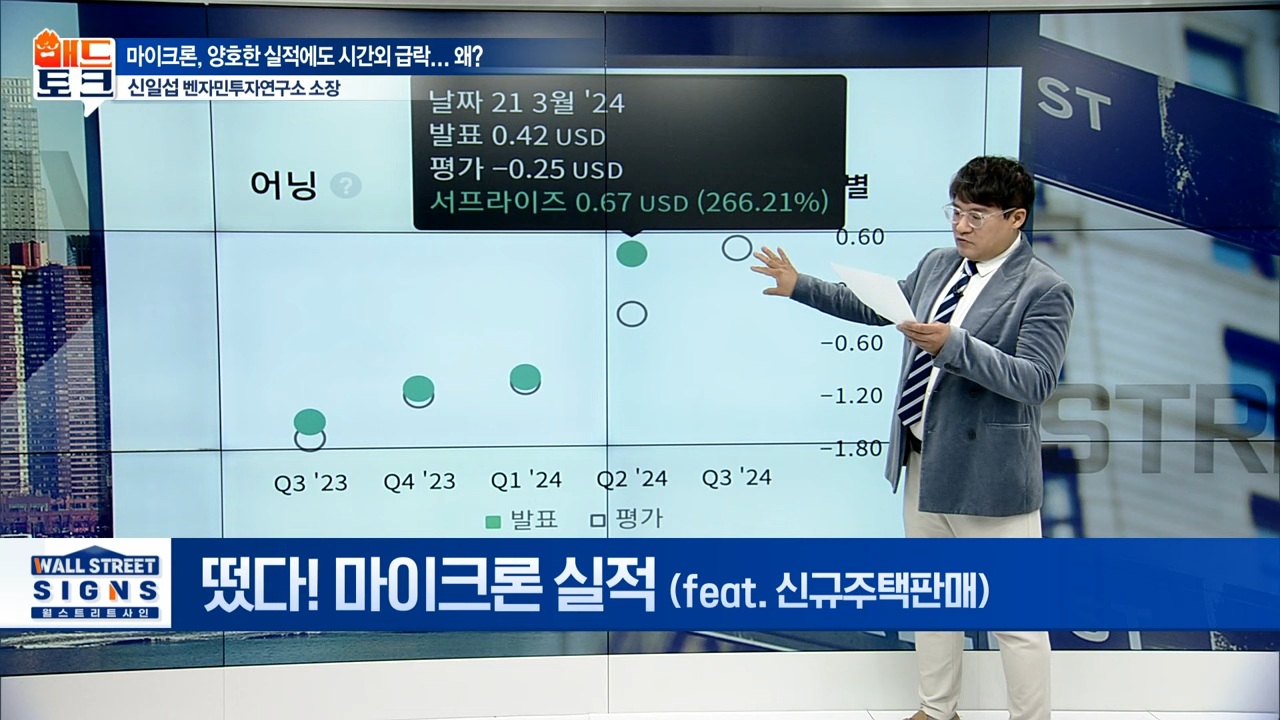 매드
토크
마이크론, 양호한 실적에도 시간외 급락... 왜?
신일섭 벤자민투자연구소 소장
날짜 21 3월 '24
발표 0.42 USD
평가 −0.25 USD
서프라이즈 0.67 USD (266.21%)
어닝 ?
별
0.60
−0.60
−1.20
−1.80
Q3 '23 Q4 '23 Q1 '24 Q2 '24 Q3 '24
발표 평가
ST
STR
WALL STREET
SIGNS
월스트리트사인
떴다! 마이크론 실적 (feat. 신규주택판매)